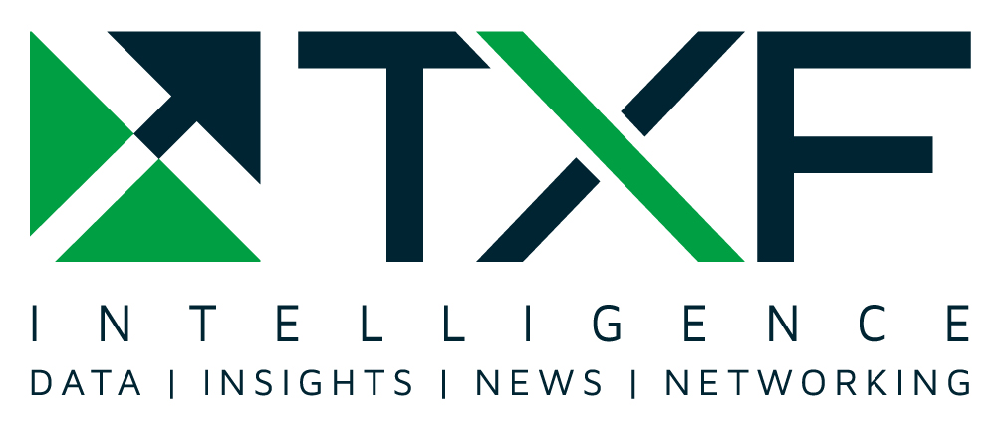 TXF
INTELLIGENCE
DATA | INSIGHTS | NEWS | NETWORKING